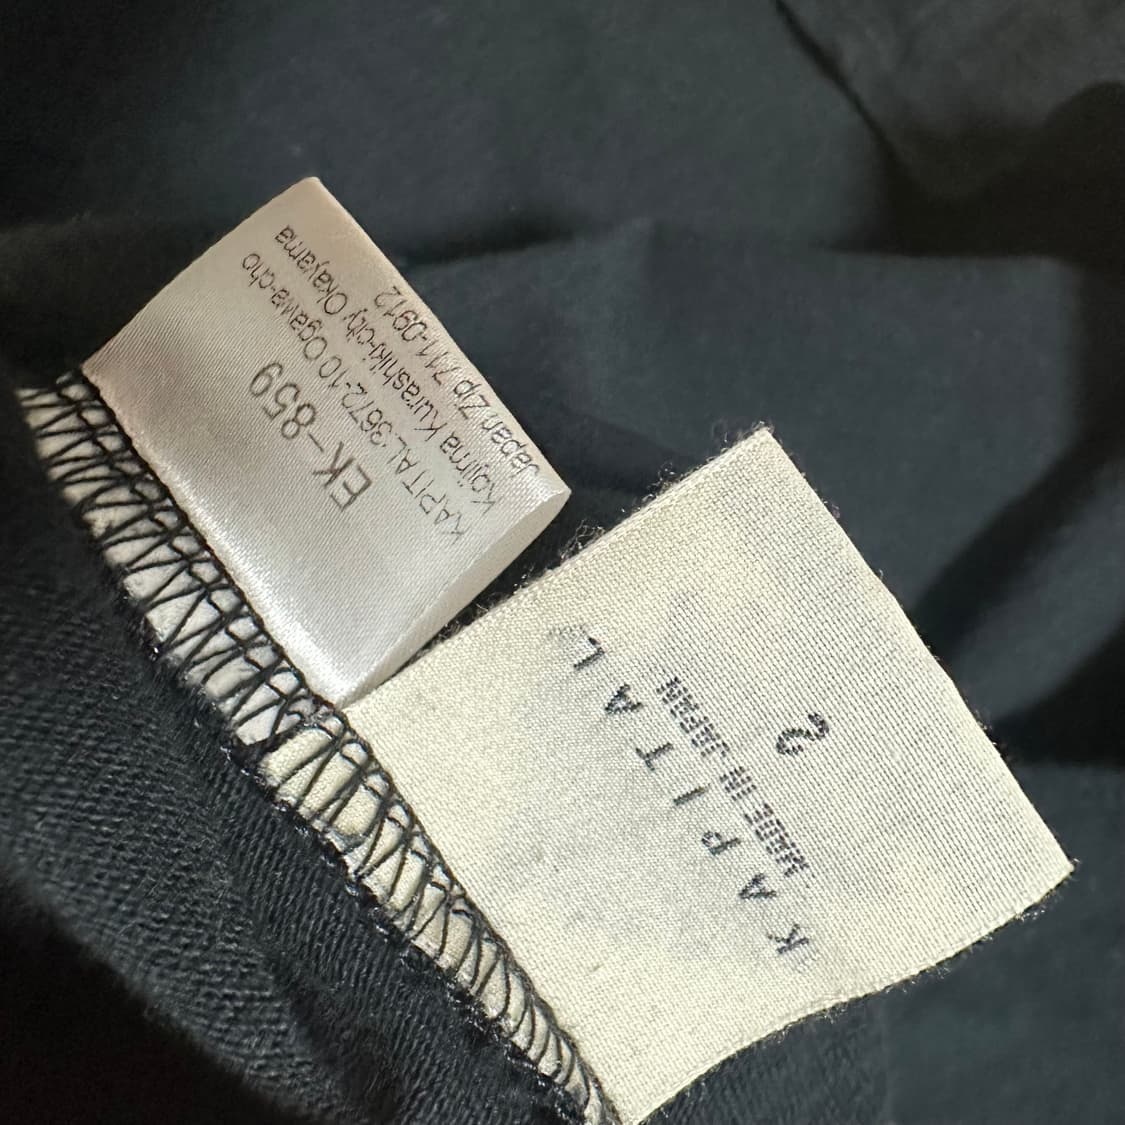 EK-859
KAPITAL 3672-10 Ogawa-cho
Kojima Kurashiki-city Okayama
Japan Zip 711-0912
KAPITAL
MADE IN JAPAN
2